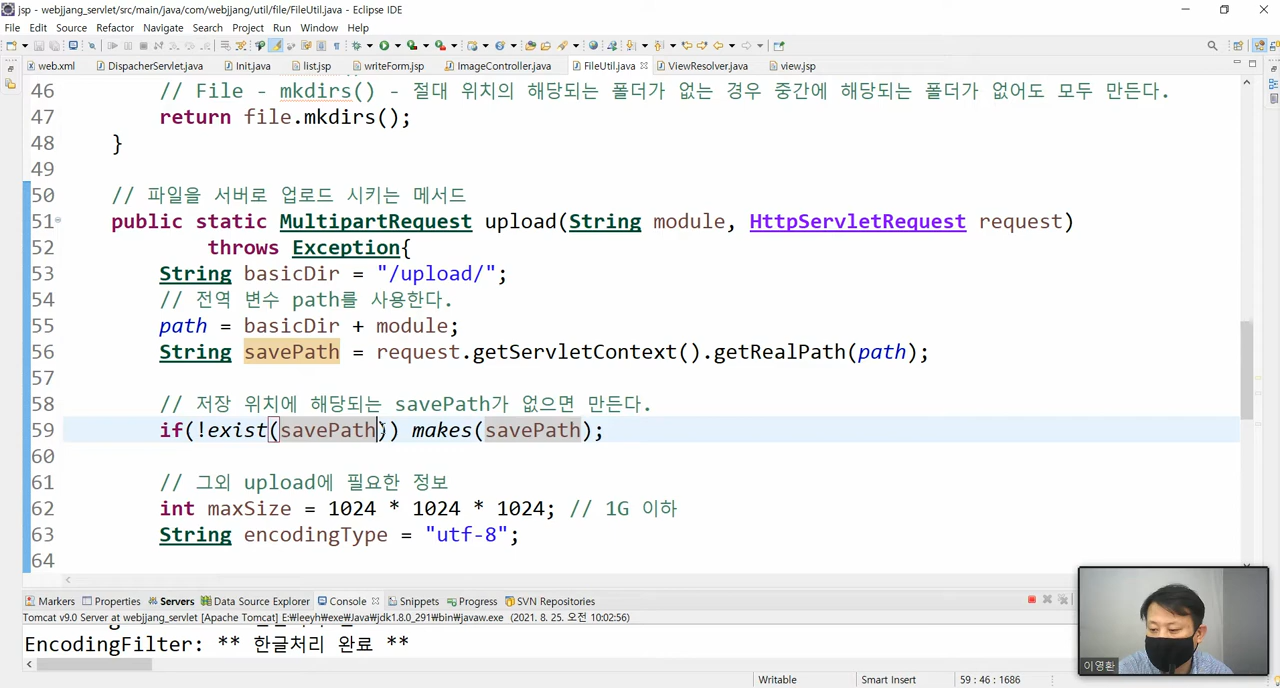 jsp - webjjang_servlet/src/main/java/com/webjjang/util/file/FileUtil.java - Eclipse IDE
File Edit Source Refactor Navigate Search Project Run Window Help
web.xml DispacherServlet.java Init.java list.jsp writeForm.jsp ImageController.java FileUtil.java ViewResolver.java view.jsp
46 // File - mkdirs() - 절대 위치의 해당되는 폴더가 없는 경우 중간에 해당되는 폴더가 없어도 모두 만든다.
47 return file.mkdirs();
48 }
49
50 // 파일을 서버로 업로드 시키는 메서드
51 public static MultipartRequest upload(String module, HttpServletRequest request)
52 throws Exception{
53 String basicDir = "/upload/";
54 // 전역 변수 path를 사용한다.
55 path = basicDir + module;
56 String savePath = request.getServletContext().getRealPath(path);
57
58 // 저장 위치에 해당되는 savePath가 없으면 만든다.
59 if(!exist(savePath)) makes(savePath);
60
61 // 그외 upload에 필요한 정보
62 int maxSize = 1024 * 1024 * 1024; // 1G 이하
63 String encodingType = "utf-8";
64
Markers Properties Servers Data Source Explorer Console Snippets Progress SVN Repositories
Tomcat v9.0 Server at webjjang_servlet [Apache Tomcat] E:\leeyh\exe\Java\jdk1.8.0_291\bin\javaw.exe (2021. 8. 25. 오전 10:02:56)
EncodingFilter: ** 한글처리 완료 **
이영환
Writable Smart Insert 59 : 46 : 1686